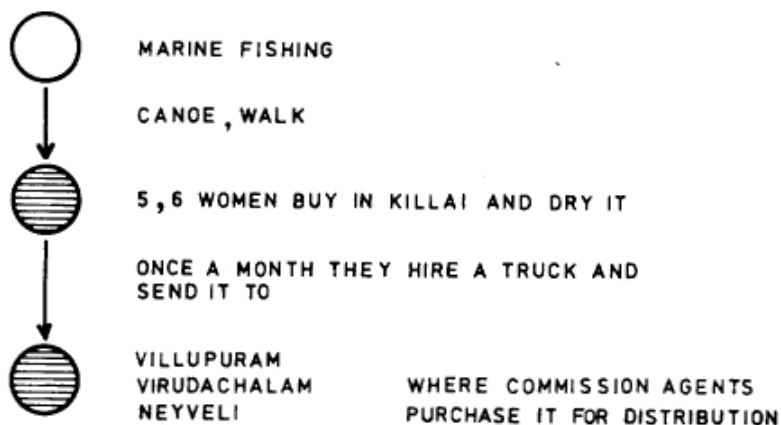 MARINE FISHING
CANOE, WALK
5,6 WOMEN BUY IN KILLAI AND DRY IT
ONCE A MONTH THEY HIRE A TRUCK AND
SEND IT TO
VILLUPURAM
VIRUDACHALAM WHERE COMMISSION AGENTS
NEYVELI PURCHASE IT FOR DISTRIBUTION